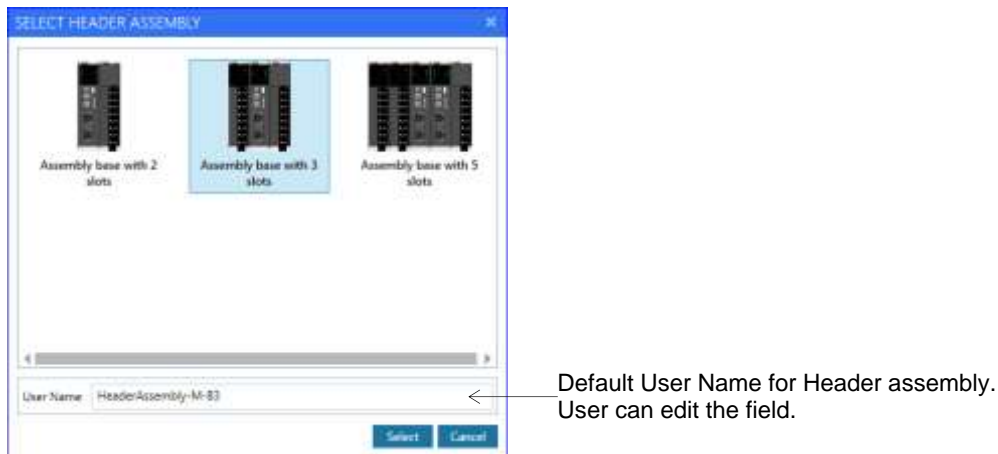 SELECT HEADER ASSEMBLY
Assembly base with 2
slots
Assembly base with 3
slots
Assembly base with 5
slots
User Name HeaderAssembly-M-B3
Default User Name for Header assembly.
User can edit the field.
Select Cancel